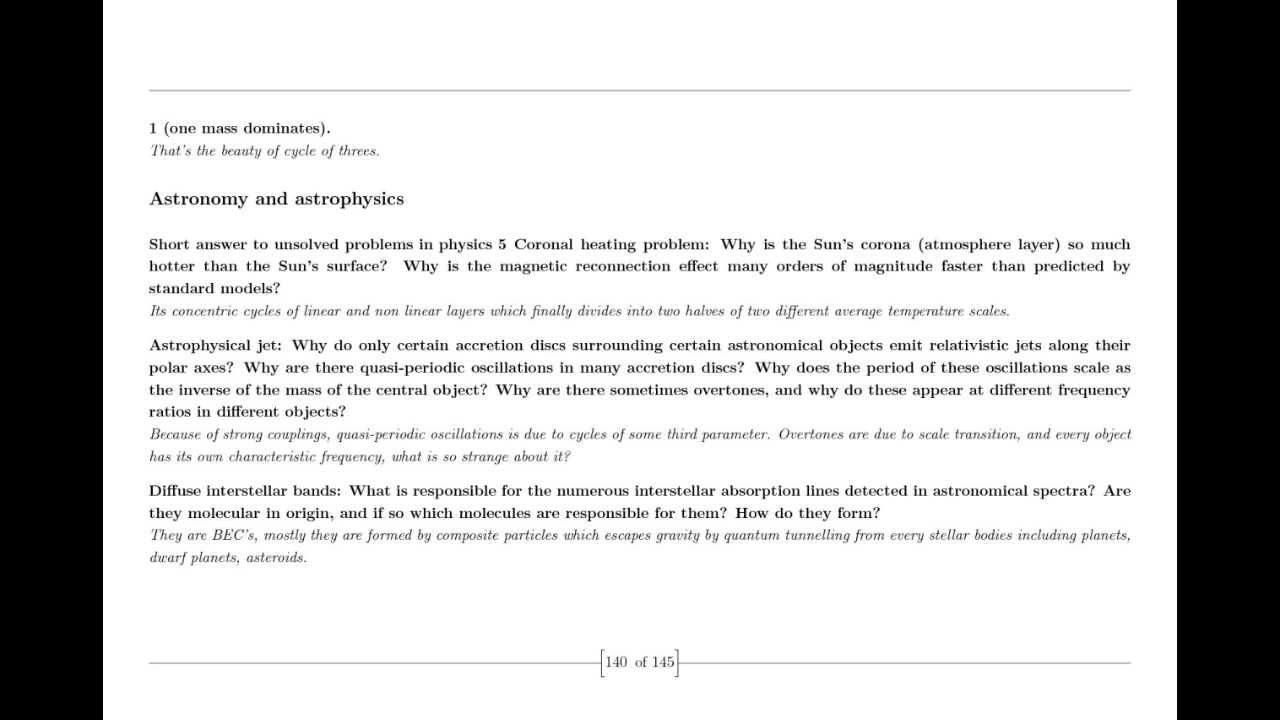 1 (one mass dominates).
That's the beauty of cycle of threes.
Astronomy and astrophysics
Short answer to unsolved problems in physics 5 Coronal heating problem: Why is the Sun's corona (atmosphere layer) so much
hotter than the Sun's surface? Why is the magnetic reconnection effect many orders of magnitude faster than predicted by
standard models?
Its concentric cycles of linear and non linear layers which finally divides into two halves of two different average temperature scales.
Astrophysical jet: Why do only certain accretion discs surrounding certain astronomical objects emit relativistic jets along their
polar axes? Why are there quasi-periodic oscillations in many accretion discs? Why does the period of these oscillations scale as
the inverse of the mass of the central object? Why are there sometimes overtones, and why do these appear at different frequency
ratios in different objects?
Because of strong couplings, quasi-periodic oscillations is due to cycles of some third parameter. Overtones are due to scale transition, and every object
has its own characteristic frequency, what is so strange about it?
Diffuse interstellar bands: What is responsible for the numerous interstellar absorption lines detected in astronomical spectra? Are
they molecular in origin, and if so which molecules are responsible for them? How do they form?
They are BEC's, mostly they are formed by composite particles which escapes gravity by quantum tunnelling from every stellar bodies including planets,
dwarf planets, asteroids.
140 of 145